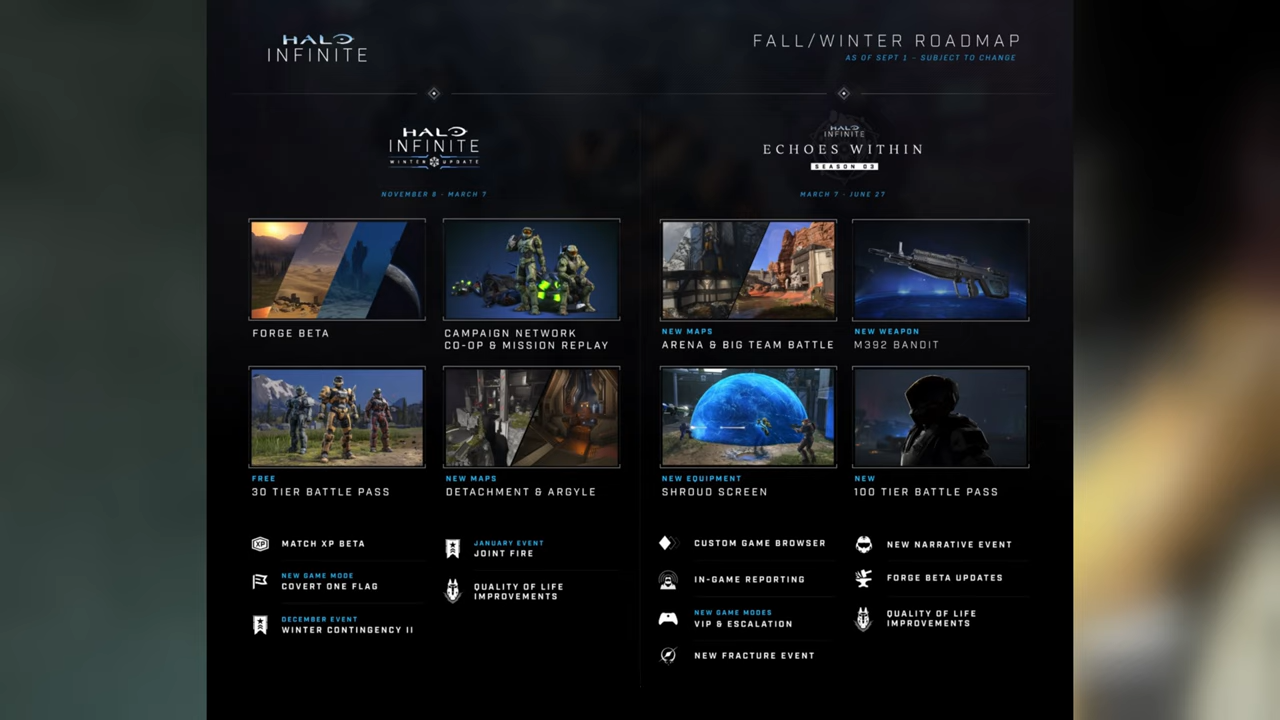 HALO
INFINITE
FALL/WINTER ROADMAP
AS OF SEPT 1 - SUBJECT TO CHANGE
HALO
INFINITE
WINTER UPDATE
NOVEMBER 8 - MARCH 7
FORGE BETA
CAMPAIGN NETWORK
CO-OP & MISSION REPLAY
FREE
30 TIER BATTLE PASS
NEW MAPS
DETACHMENT & ARGYLE
XP
MATCH XP BETA
NEW GAME MODE
COVERT ONE FLAG
DECEMBER EVENT
WINTER CONTINGENCY II
JANUARY EVENT
JOINT FIRE
QUALITY OF LIFE
IMPROVEMENTS
HALO
INFINITE
ECHOES WITHIN
SEASON 03
MARCH 7 - JUNE 27
NEW MAPS
ARENA & BIG TEAM BATTLE
NEW WEAPON
M392 BANDIT
NEW EQUIPMENT
SHROUD SCREEN
NEW
100 TIER BATTLE PASS
CUSTOM GAME BROWSER
IN-GAME REPORTING
NEW GAME MODES
VIP & ESCALATION
NEW FRACTURE EVENT
NEW NARRATIVE EVENT
FORGE BETA UPDATES
QUALITY OF LIFE
IMPROVEMENTS